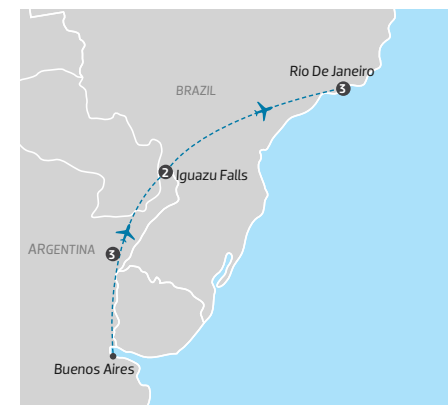 Rio De Janeiro
BRAZIL
3
2
Iguazu Falls
ARGENTINA
3
Buenos Aires